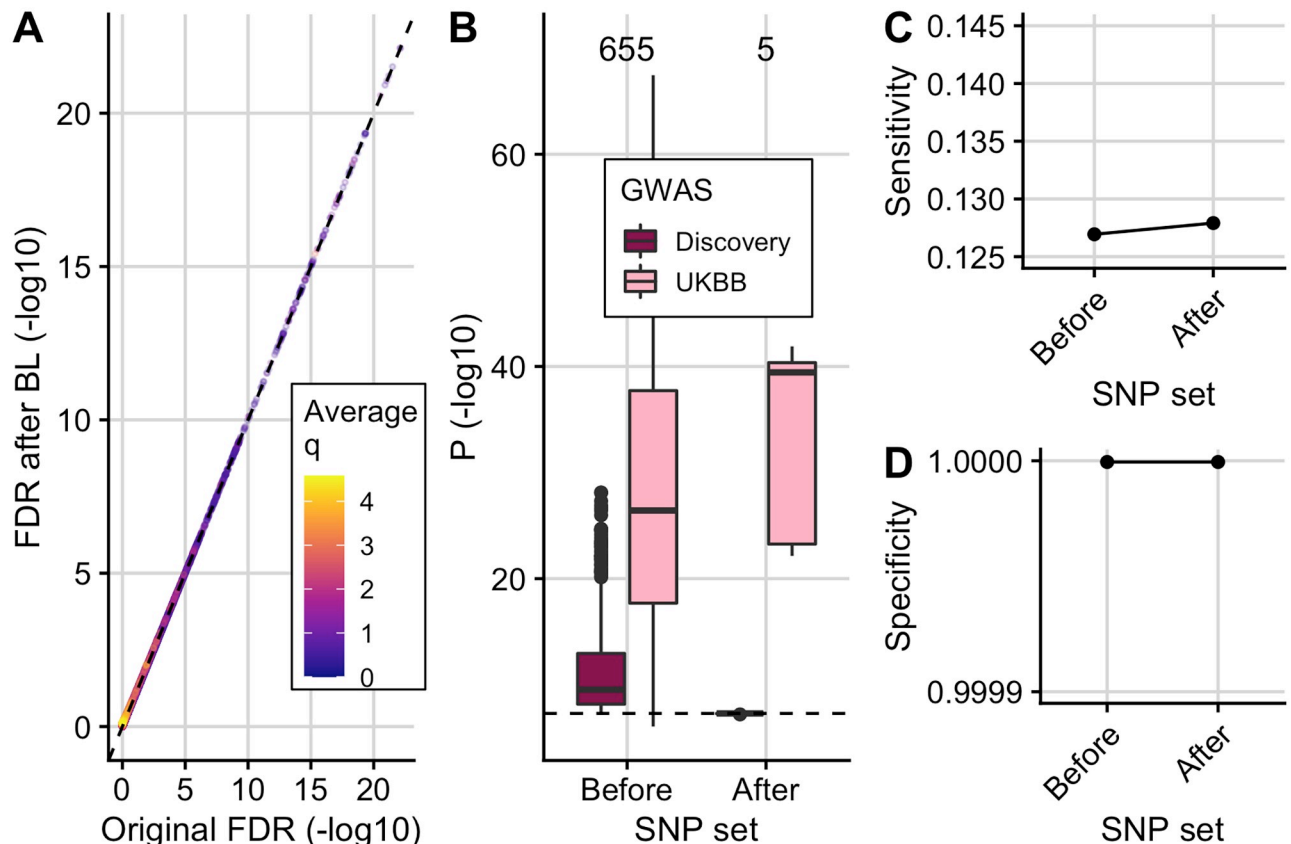 A
FDR after BL (-log10)
20
15
10
5
0
0 5 10 15 20
Original FDR (-log10)
Average
q
4
3
2
1
0
B
655 5
P (-log10)
60
40
20
GWAS
Discovery
UKBB
Before After
SNP set
C
Sensitivity
0.145
0.140
0.135
0.130
0.125
Before After
SNP set
D
Specificity
1.0000
0.9999
Before After
SNP set